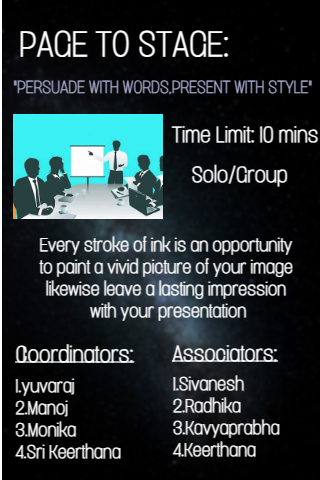 PAGE TO STAGE:
"PERSUADE WITH WORDS,PRESENT WITH STYLE"
Time Limit: 10 mins
Solo/Group
Every stroke of ink is an opportunity
to paint a vivid picture of your image
likewise leave a lasting impression
with your presentation
Coordinators:
1.yuvaraj
2.Manoj
3.Monika
4.Sri Keerthana
Associators:
1.Sivanesh
2.Radhika
3.Kavyaprabha
4.Keerthana